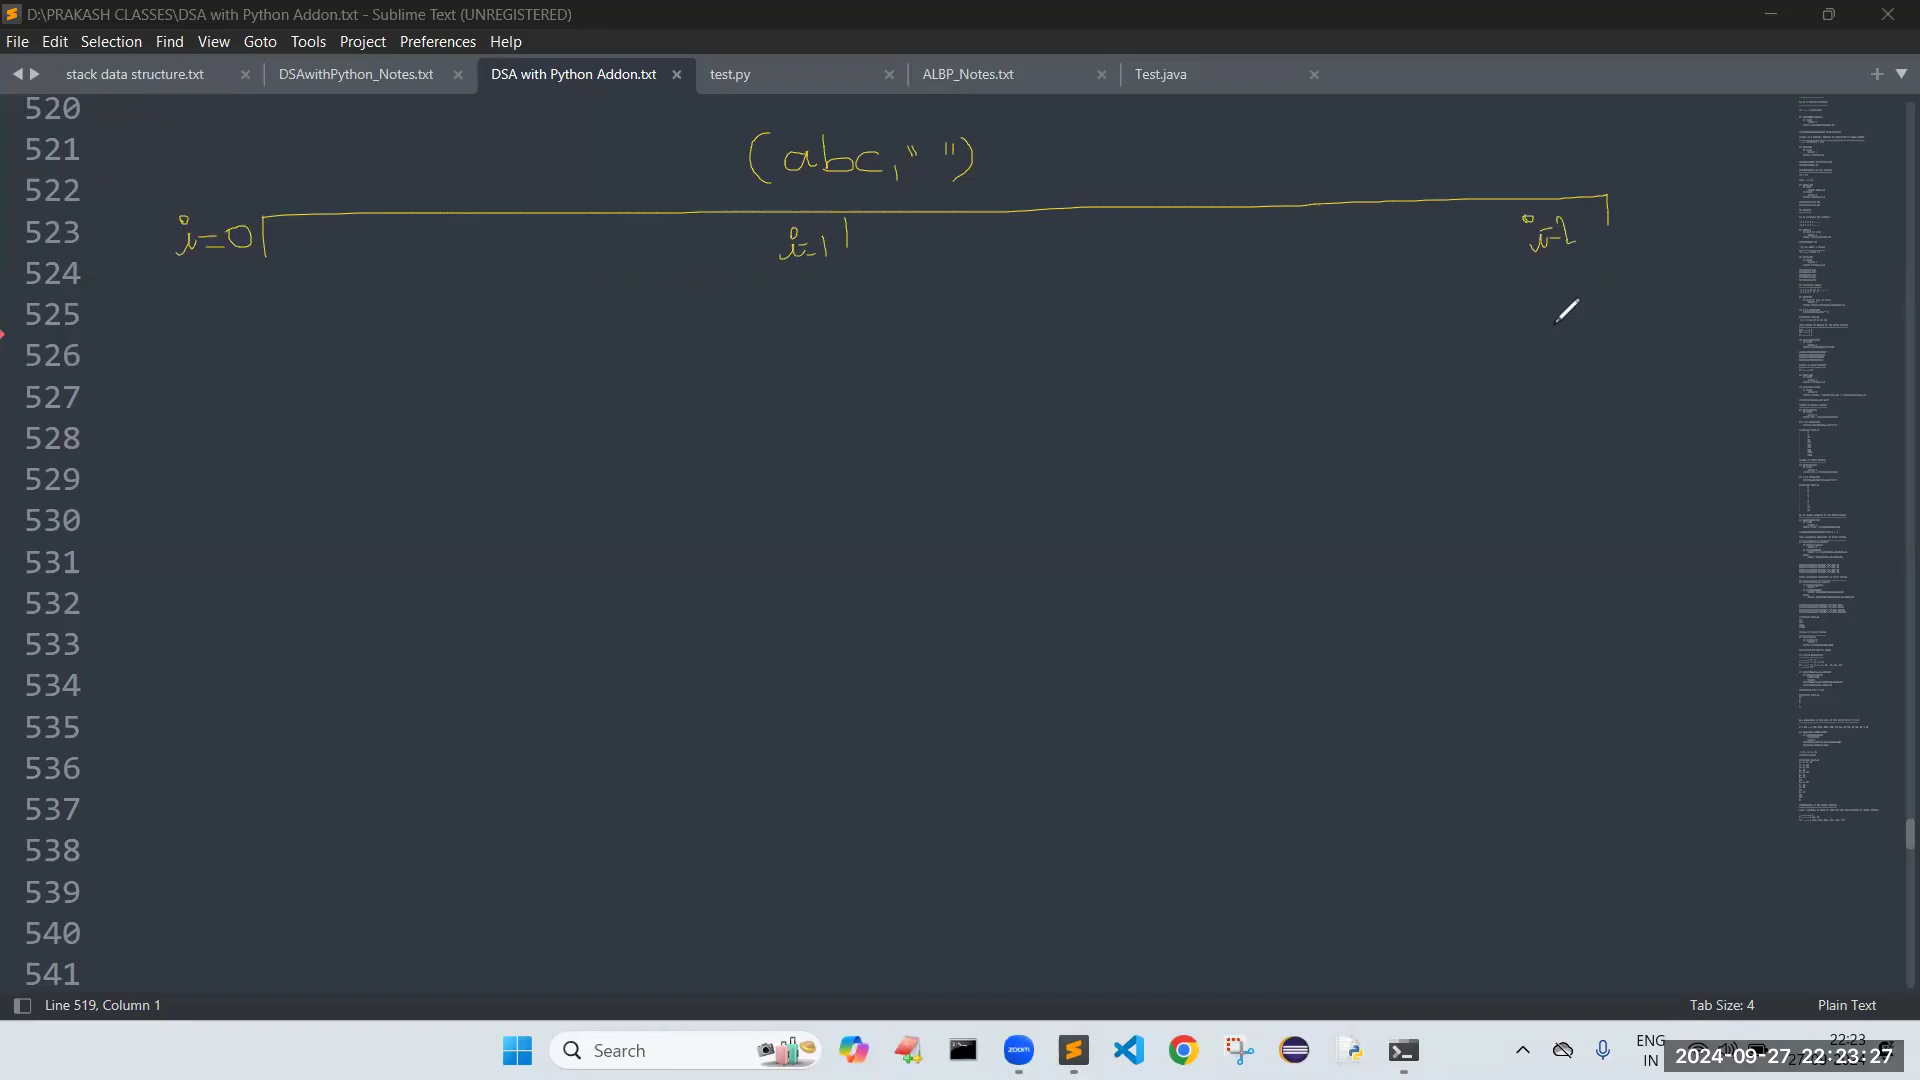 D:\PRAKASH CLASSES\DSA with Python Addon.txt - Sublime Text (UNREGISTERED)
File Edit Selection Find View Goto Tools Project Preferences Help
stack data structure.txt DSAwithPython_Notes.txt DSA with Python Addon.txt test.py ALBP_Notes.txt Test.java
520
521
(abc, " ")
522
523
i=0 i=1 i=2
524
525
526
527
528
529
530
531
532
533
534
535
536
537
538
539
540
541
Line 519, Column 1 Tab Size: 4 Plain Text
Search
zoom
ENG
IN
22:23
2024-09-27 22:23:27